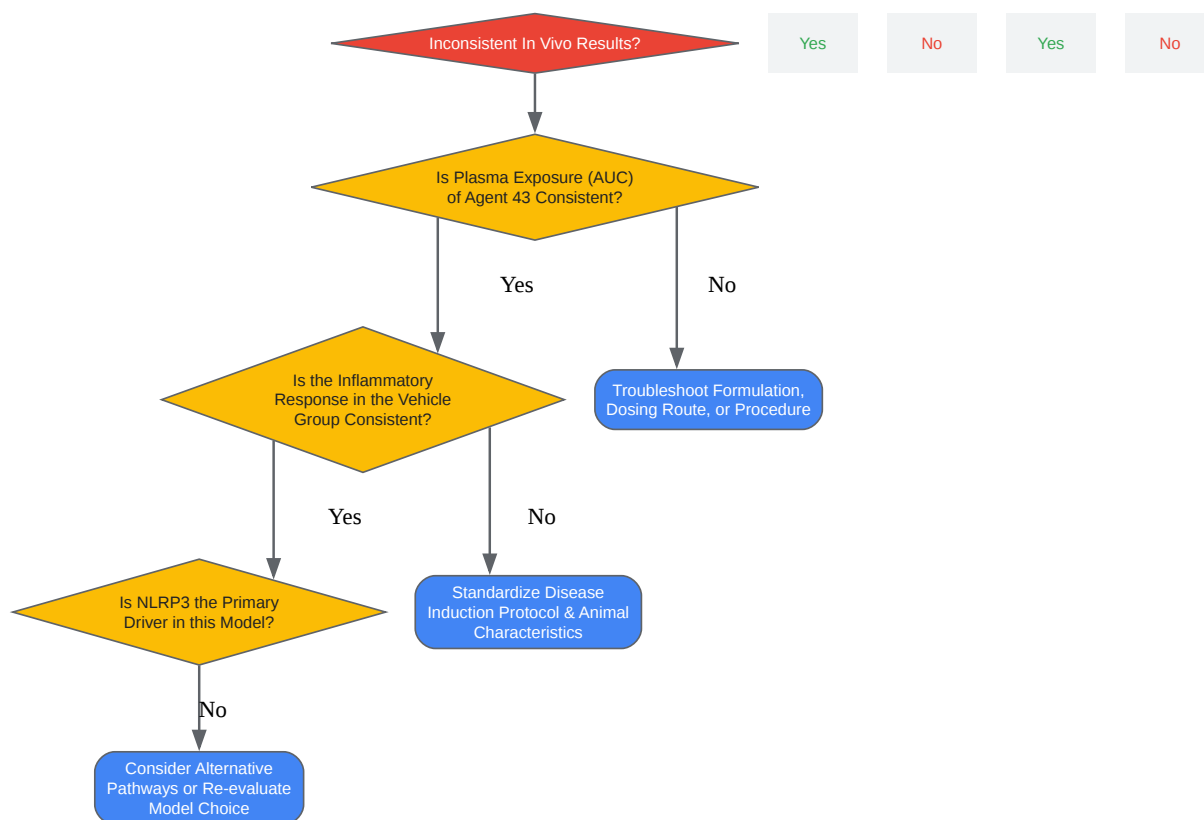 Inconsistent In Vivo Results?
Yes
No
Yes
No
Is Plasma Exposure (AUC)
of Agent 43 Consistent?
Yes
No
Is the Inflammatory
Response in the Vehicle
Group Consistent?
Troubleshoot Formulation,
Dosing Route, or Procedure
Yes
No
Is NLRP3 the Primary
Driver in this Model?
Standardize Disease
Induction Protocol & Animal
Characteristics
No
Consider Alternative
Pathways or Re-evaluate
Model Choice